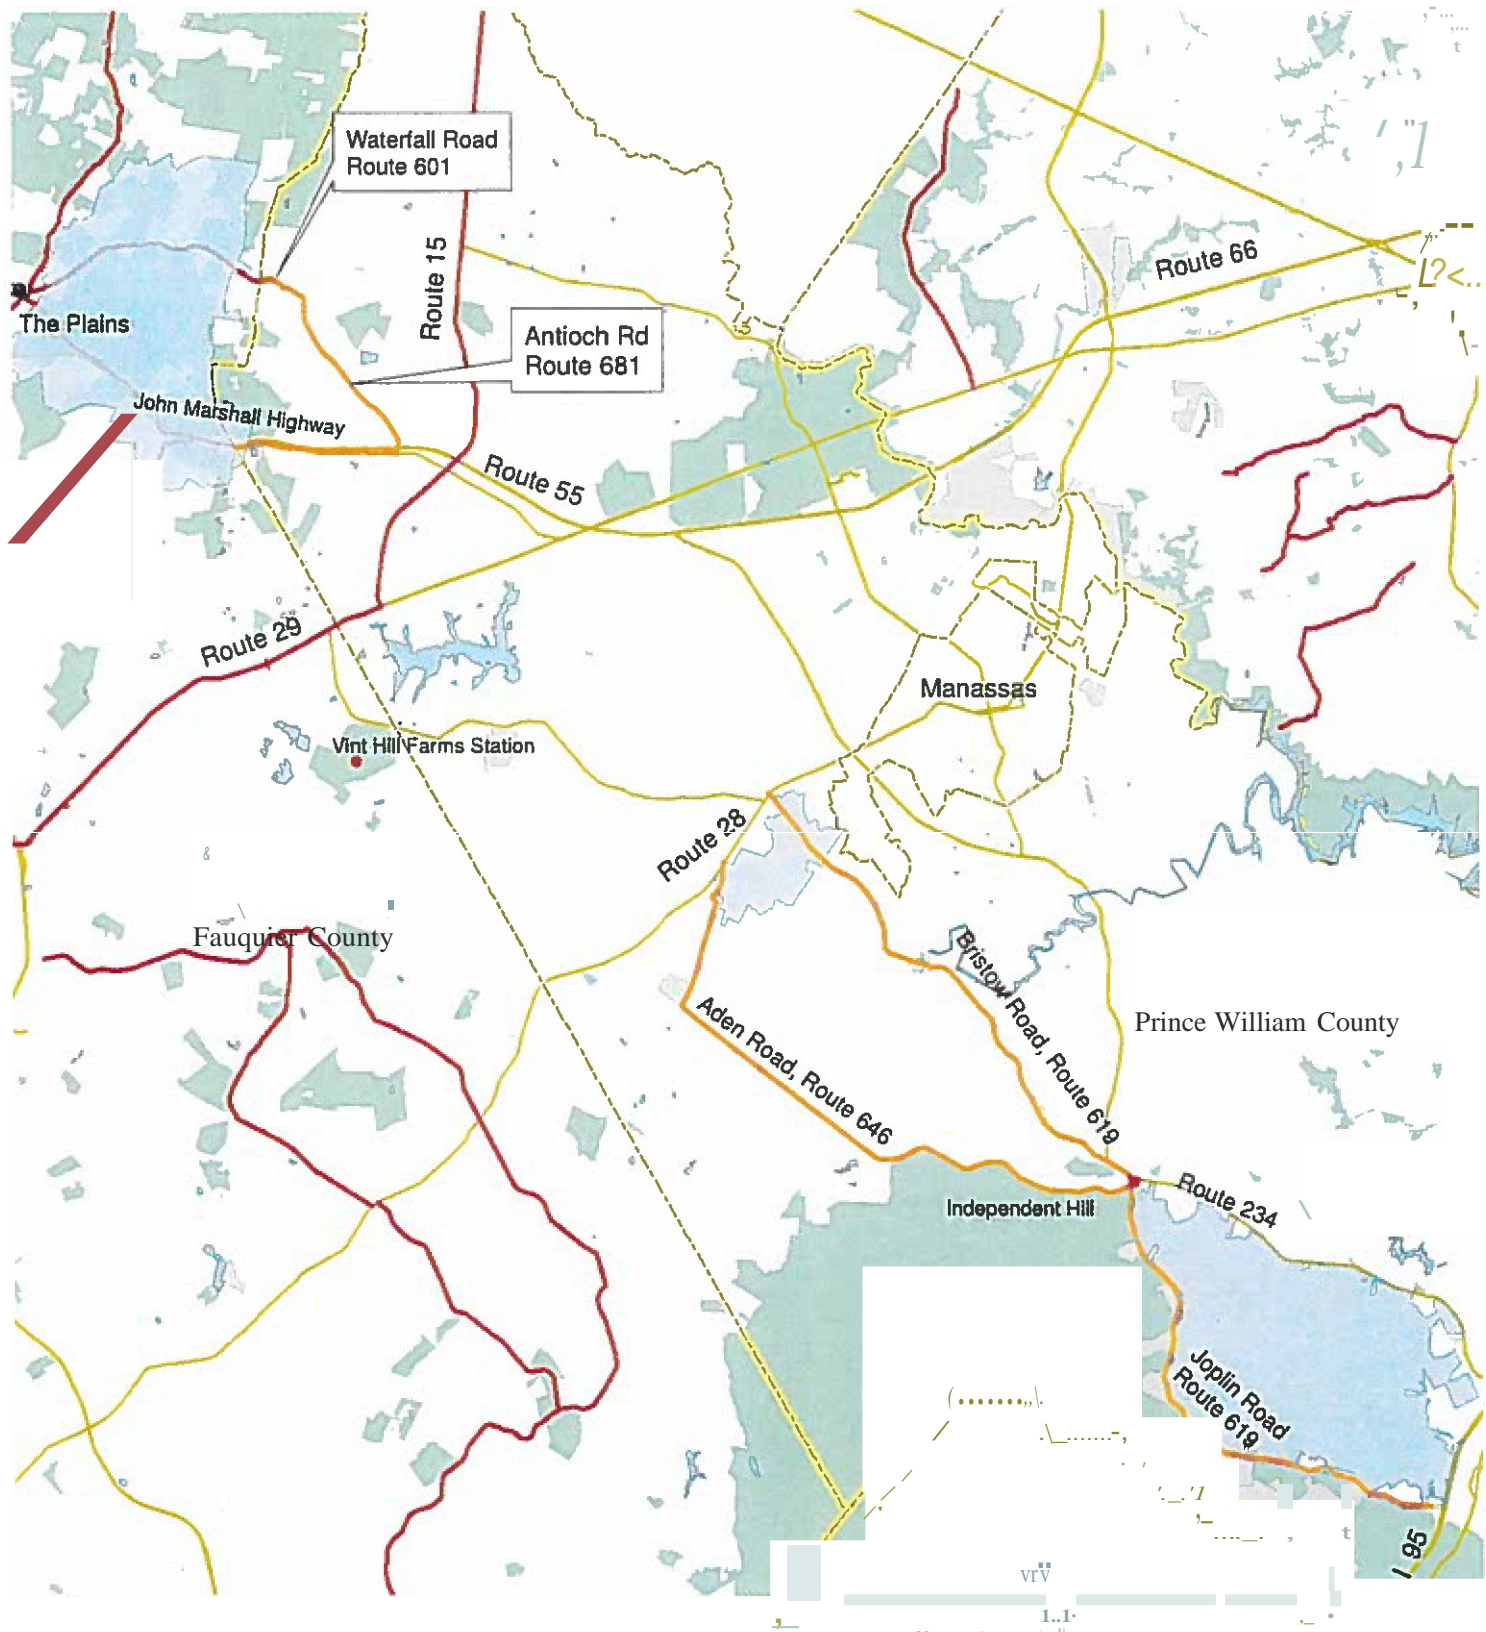 Waterfall Road
Route 601
Route 15
Route 66
The Plains
Antioch Rd
Route 681
John Marshall Highway
Route 55
Route 29
Manassas
Vint Hill Farms Station
Route 28
Fauquier County
Bristow Road, Route 619
Aden Road, Route 646
Prince William County
Independent Hill
Route 234
Joplin Road
Route 619
I 95